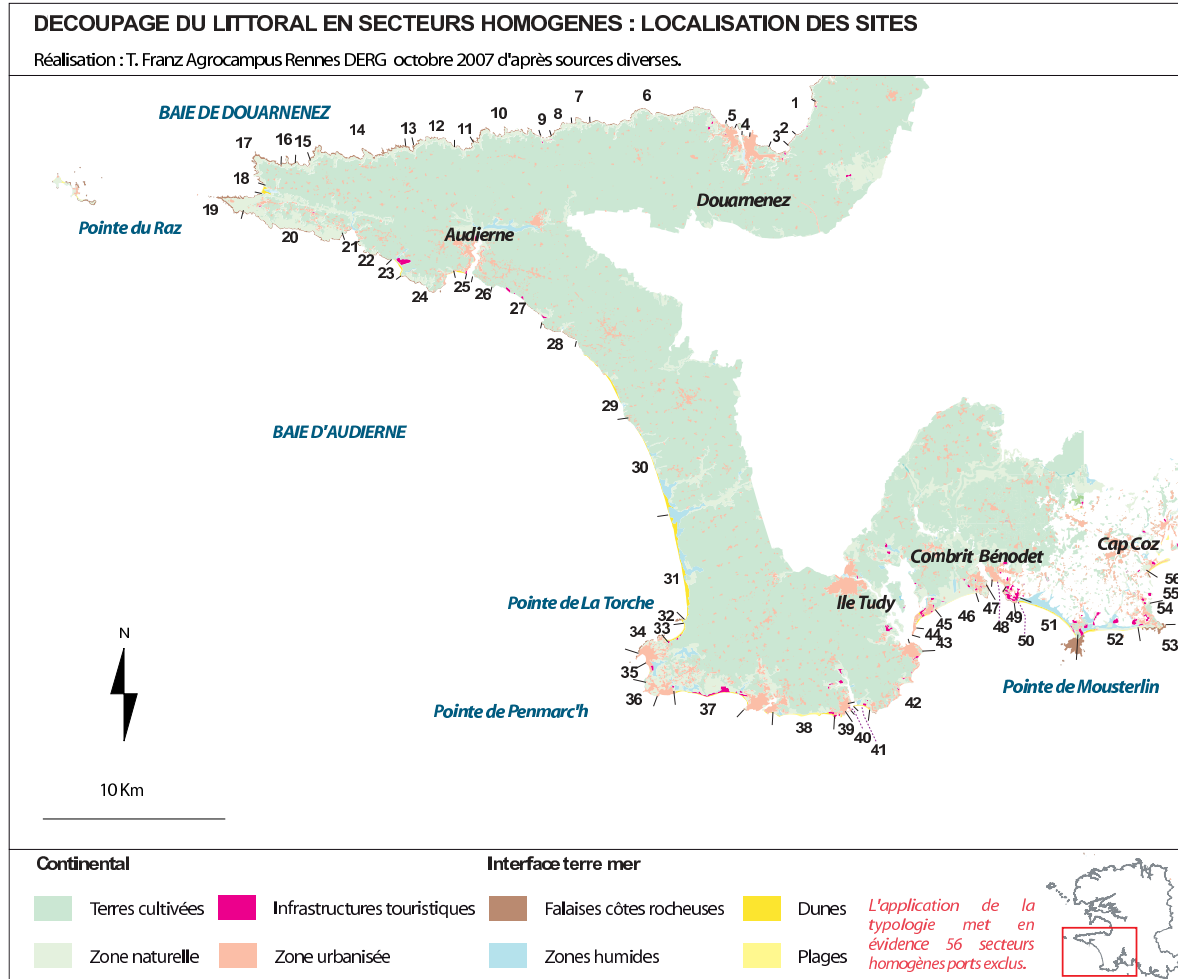 DECOUPAGE DU LITTORAL EN SECTEURS HOMOGENES : LOCALISATION DES SITES
Réalisation : T. Franz Agrocampus Rennes DERG octobre 2007 d'après sources diverses.
BAIE DE DOUARNENEZ
1
2
3
4
5
6
7
8
9
10
11
12
13
14
15
16
17
18
19
Pointe du Raz
Douarnenez
Audierne
20
21
22
23
24
25
26
27
28
29
BAIE D'AUDIERNE
30
31
Pointe de La Torche
32
33
34
35
36
Pointe de Penmarc'h
37
38
39
40
41
42
43
44
45
46
47
48
49
50
51
52
53
54
55
56
Ile Tudy
Combrit Bénodet
Cap Coz
Pointe de Mousterlin
N
10 Km
Continental
Terres cultivées
Infrastructures touristiques
Zone naturelle
Zone urbanisée
Interface terre mer
Falaises côtes rocheuses
Dunes
Zones humides
Plages
L'application de la
typologie met en
évidence 56 secteurs
homogènes ports exclus.